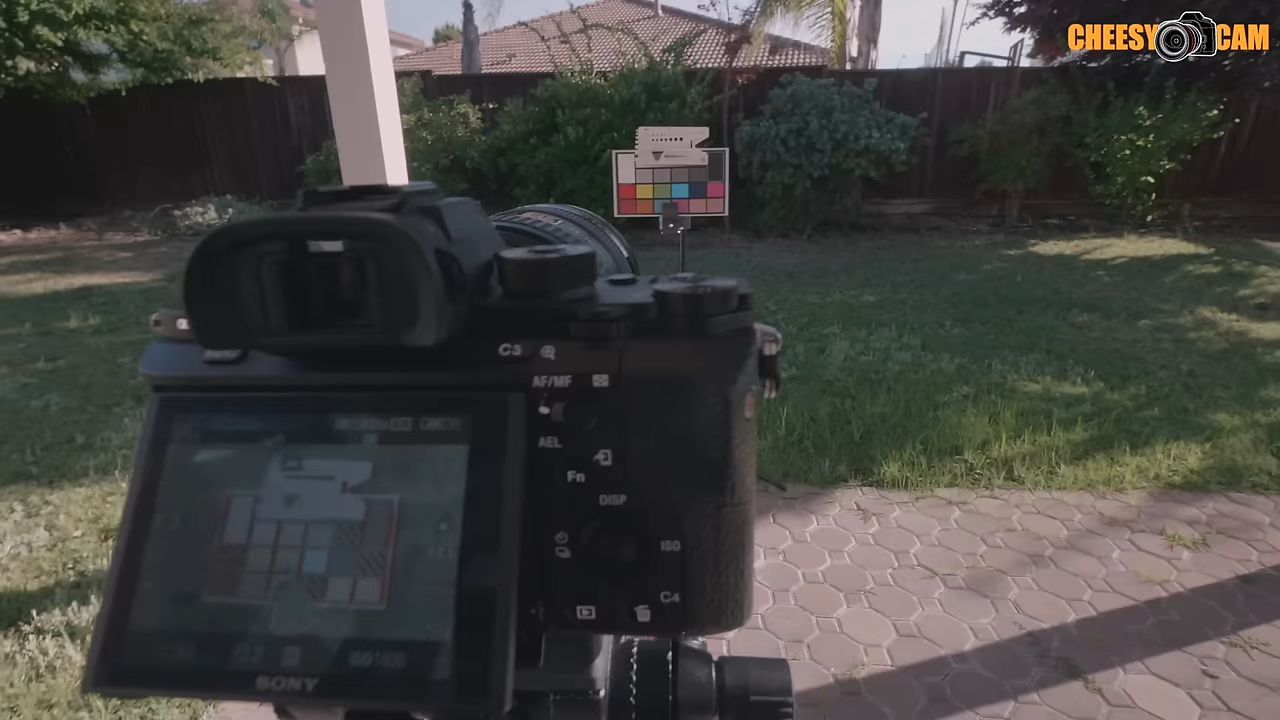 CHEESYCAM
C3
AF/MF
AEL
Fn
DISP
ISO
C4
SONY